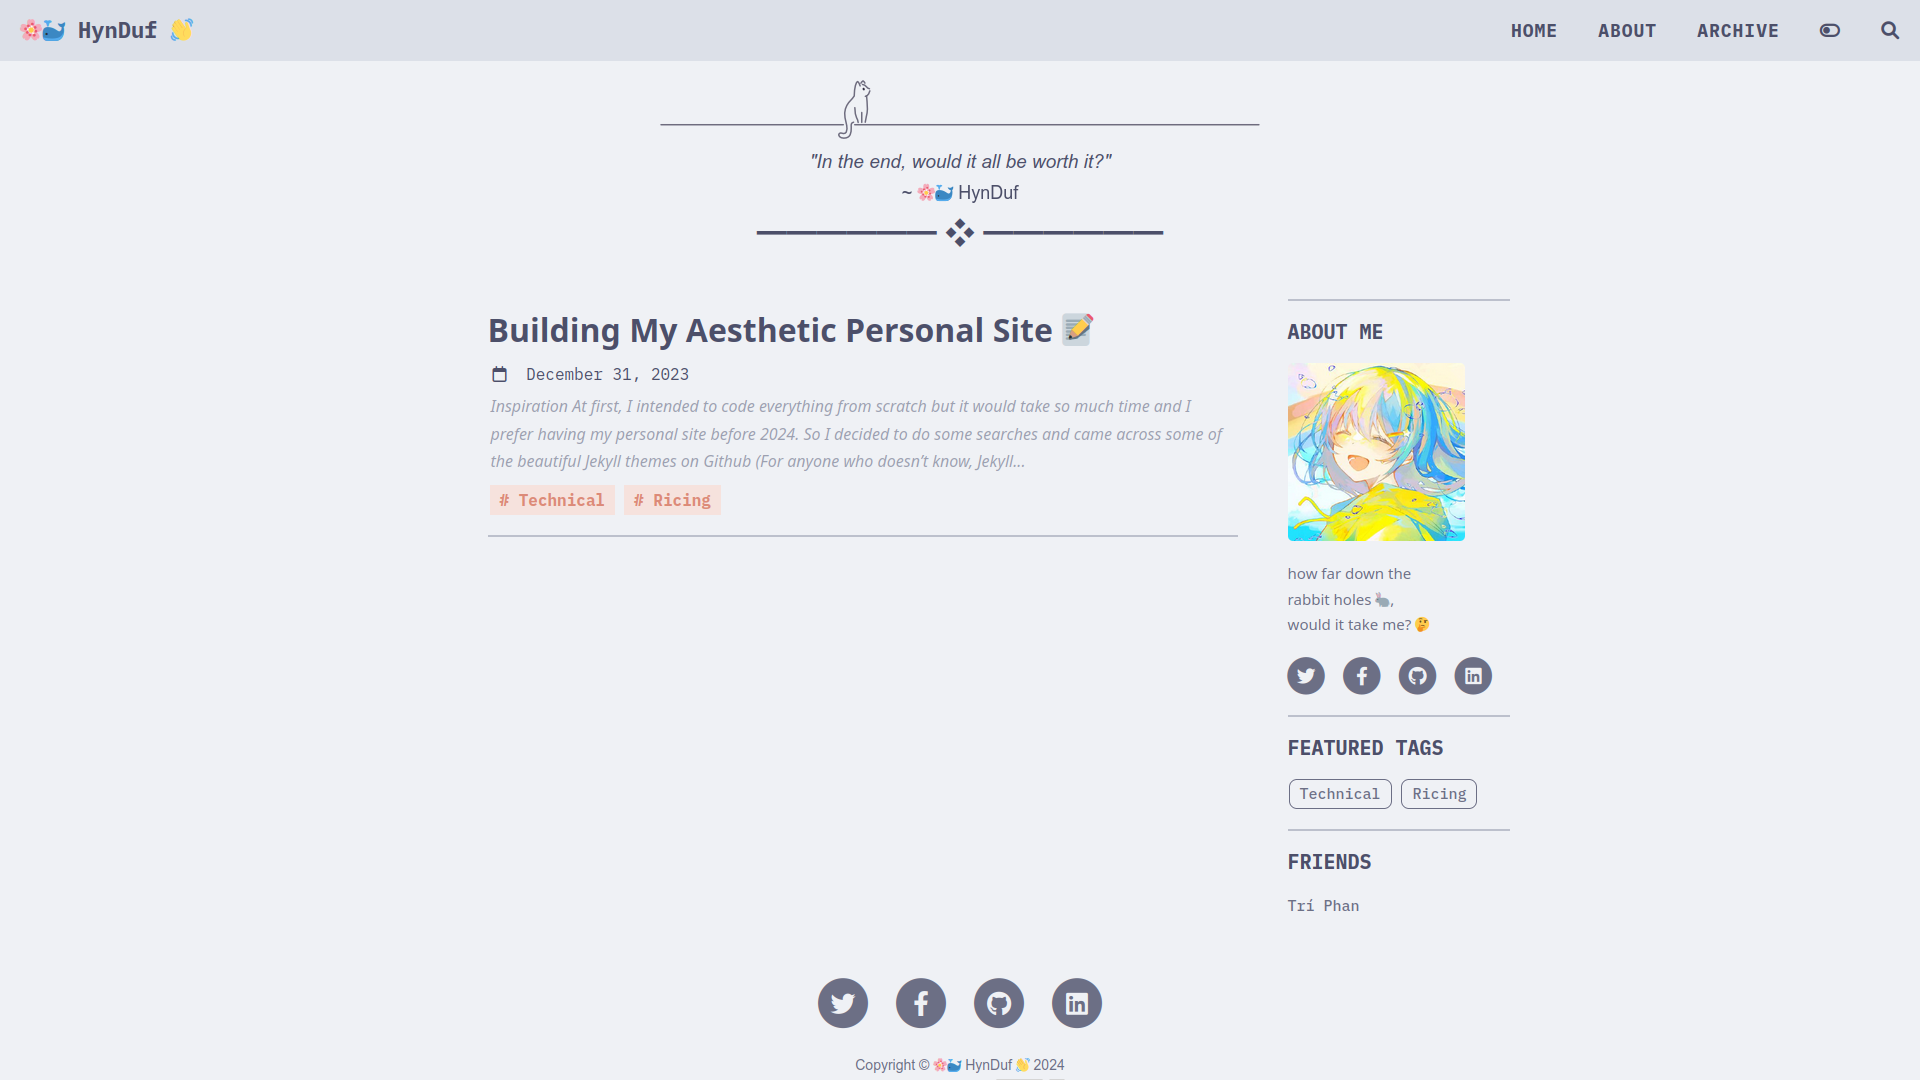 🌸🐳 HynDuf 👋
HOME ABOUT ARCHIVE
"In the end, would it all be worth it?"
~ 🌸🐳 HynDuf
Building My Aesthetic Personal Site 📝
December 31, 2023
Inspiration At first, I intended to code everything from scratch but it would take so much time and I
prefer having my personal site before 2024. So I decided to do some searches and came across some of
the beautiful Jekyll themes on Github (For anyone who doesn’t know, Jekyll...
# Technical # Ricing
ABOUT ME
how far down the
rabbit holes🐇,
would it take me?🤔
FEATURED TAGS
Technical Ricing
FRIENDS
Trí Phan
Copyright © 🌸🐳 HynDuf 👋 2024